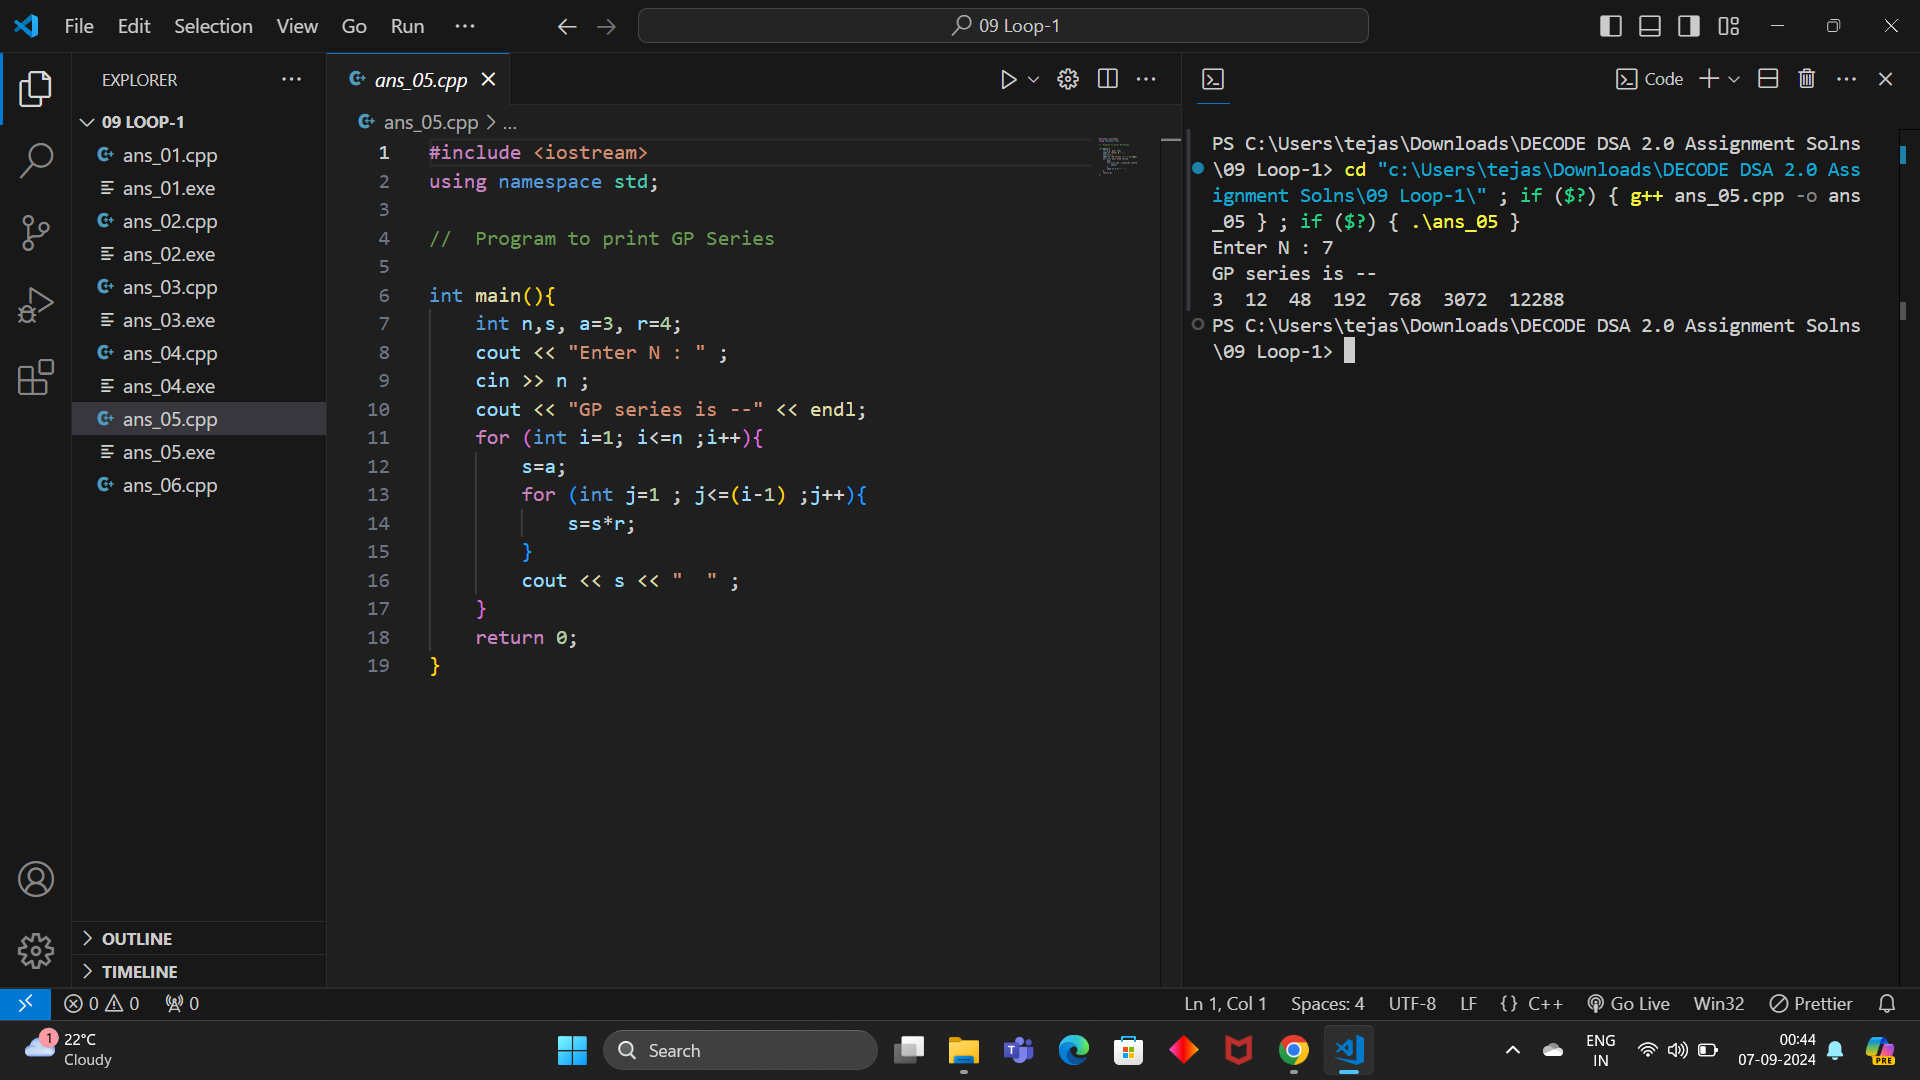 File Edit Selection View Go Run ... 09 Loop-1
EXPLORER
09 LOOP-1
ans_01.cpp
ans_01.exe
ans_02.cpp
ans_02.exe
ans_03.cpp
ans_03.exe
ans_04.cpp
ans_04.exe
ans_05.cpp
ans_05.exe
ans_06.cpp
OUTLINE
TIMELINE
ans_05.cpp
ans_05.cpp > ...
1 #include <iostream>
2 using namespace std;
3
4 //  Program to print GP Series
5
6 int main(){
7     int n,s, a=3, r=4;
8     cout << "Enter N : " ;
9     cin >> n ;
10     cout << "GP series is --" << endl;
11     for (int i=1; i<=n ;i++){
12         s=a;
13         for (int j=1 ; j<=(i-1) ;j++){
14             s=s*r;
15         }
16         cout << s << "  " ;
17     }
18     return 0;
19 }
Code
PS C:\Users\tejas\Downloads\DECODE DSA 2.0 Assignment Solns
\09 Loop-1> cd "c:\Users\tejas\Downloads\DECODE DSA 2.0 Ass
ignment Solns\09 Loop-1\" ; if ($?) { g++ ans_05.cpp -o ans
_05 } ; if ($?) { .\ans_05 }
Enter N : 7
GP series is --
3  12  48  192  768  3072  12288
PS C:\Users\tejas\Downloads\DECODE DSA 2.0 Assignment Solns
\09 Loop-1>
0 0 0 Ln 1, Col 1 Spaces: 4 UTF-8 LF {} C++ Go Live Win32 Prettier
1 22°C
Cloudy
Search
ENG
IN
00:44
07-09-2024
PRE